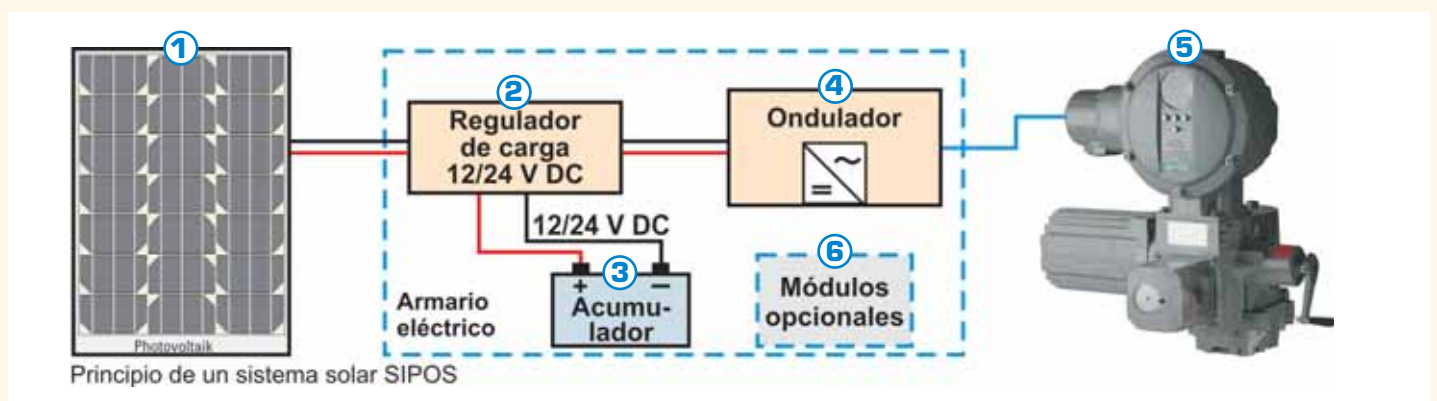 1
2
Regulador
de carga
12/24 V DC
12/24 V DC
3
+ −
Acumu-
lador
Armario
eléctrico
4
Ondulador
~
=
5
6
Módulos
opcionales
Photovoltaik
Principio de un sistema solar SIPOS